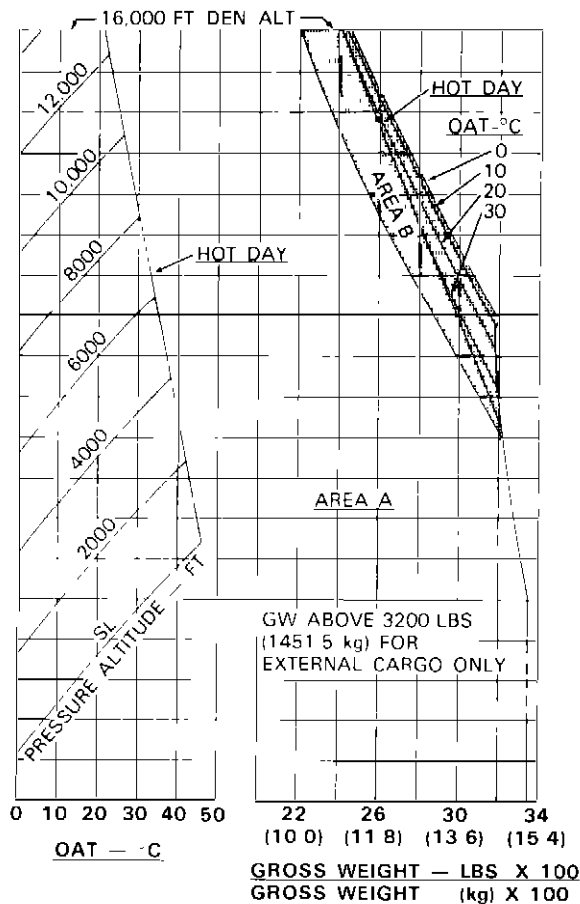 16,000 FT DEN ALT
12,000
10,000
8000
6000
4000
2000
HOT DAY
SL
PRESSURE ALTITUDE - FT
HOT DAY
OAT-°C
0
10
20
30
AREA B
AREA A
GW ABOVE 3200 LBS
(1451 5 kg) FOR
EXTERNAL CARGO ONLY
0 10 20 30 40 50
OAT — °C
22 26 30 34
(10 0) (11 8) (13 6) (15 4)
GROSS WEIGHT — LBS X 100
GROSS WEIGHT (kg) X 100